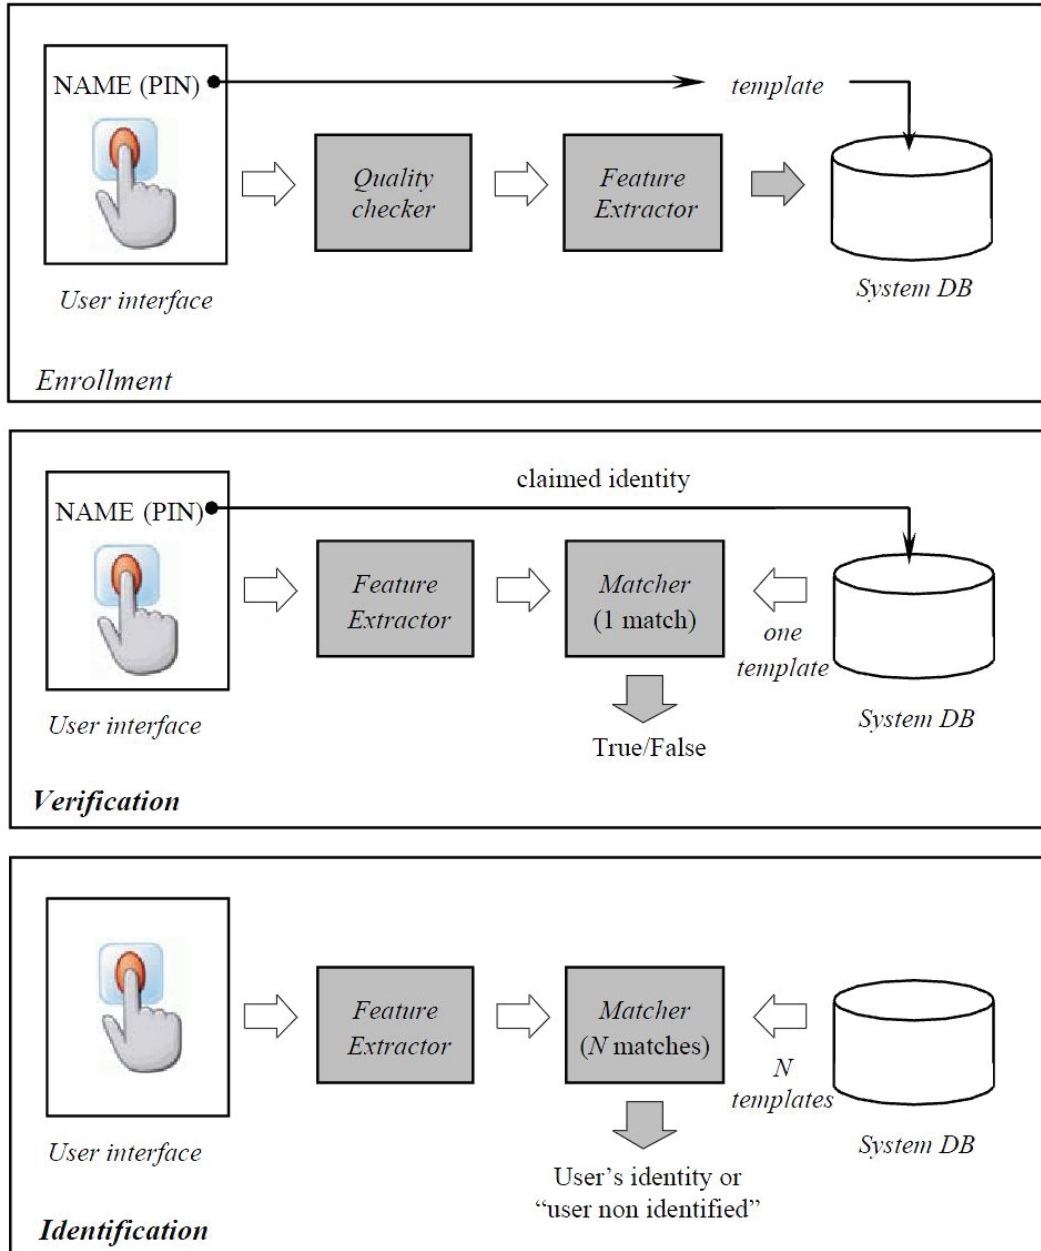 NAME (PIN)
template
Quality
checker
Feature
Extractor
User interface
System DB
Enrollment
claimed identity
NAME (PIN)
Feature
Extractor
Matcher
(1 match)
one
template
User interface
System DB
True/False
Verification
Feature
Extractor
Matcher
(N matches)
N
templates
User interface
System DB
User’s identity or
“user non identified”
Identification